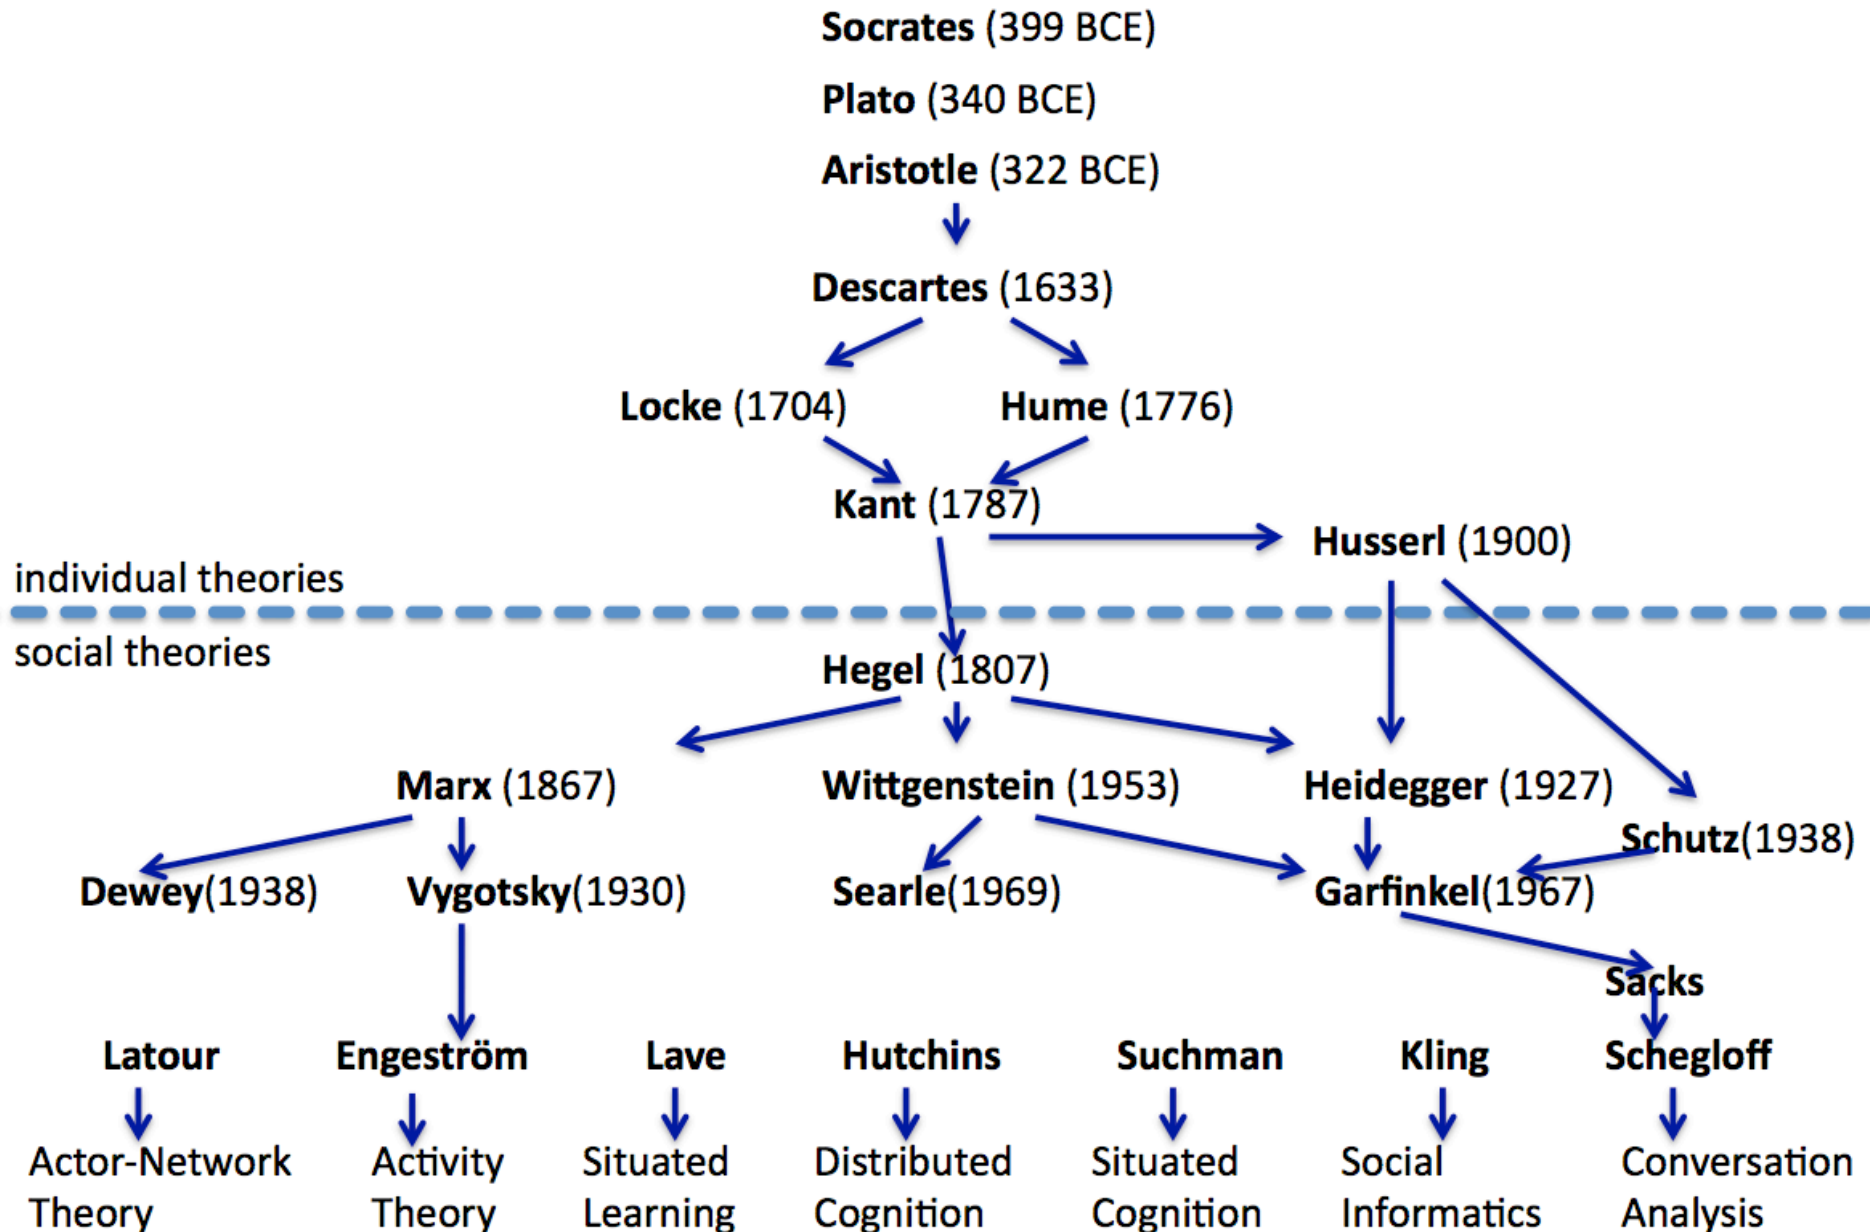 Socrates (399 BCE)
Plato (340 BCE)
Aristotle (322 BCE)
Descartes (1633)
Locke (1704) Hume (1776)
Kant (1787)
Husserl (1900)
individual theories
social theories
Hegel (1807)
Marx (1867) Wittgenstein (1953) Heidegger (1927)
Schutz(1938)
Dewey(1938) Vygotsky(1930) Searle(1969) Garfinkel(1967)
Sacks
Latour Engeström Lave Hutchins Suchman Kling Schegloff
Actor-Network Activity Situated Distributed Situated Social Conversation
Theory Theory Learning Cognition Cognition Informatics Analysis